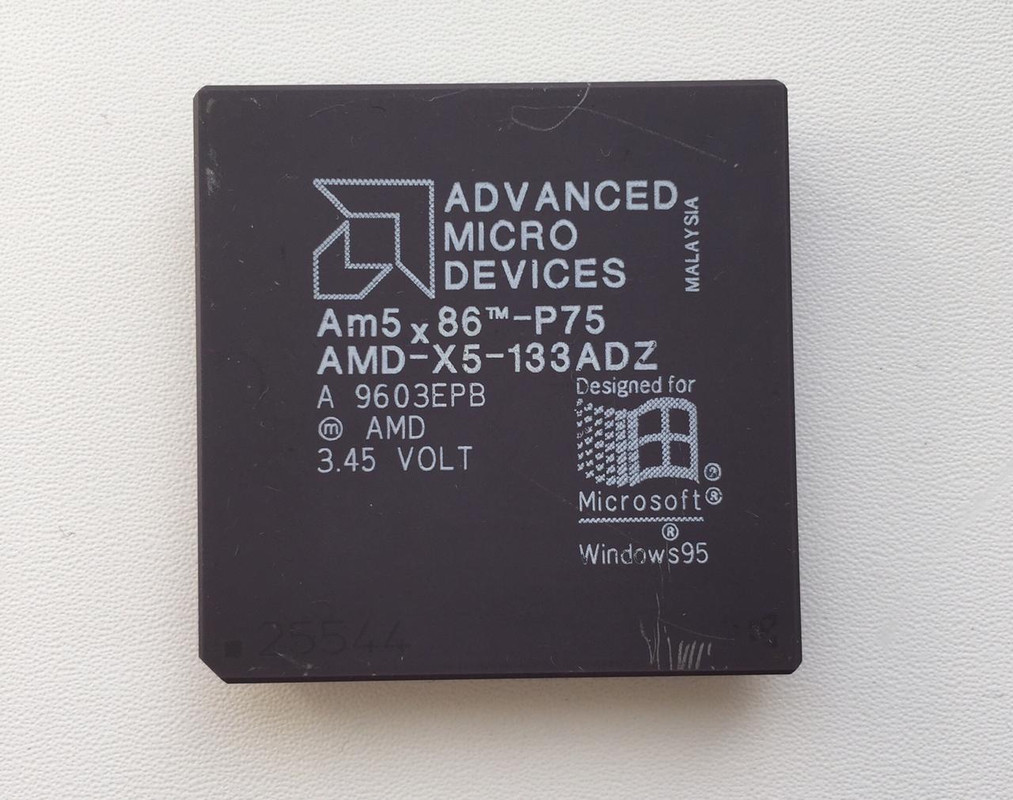 ADVANCED
MICRO
DEVICES
MALAYSIA
Am5x86™-P75
AMD-X5-133ADZ
A 9603EPB
ⓜ AMD
3.45 VOLT
Designed for
®
Microsoft®
®
Windows95
25544